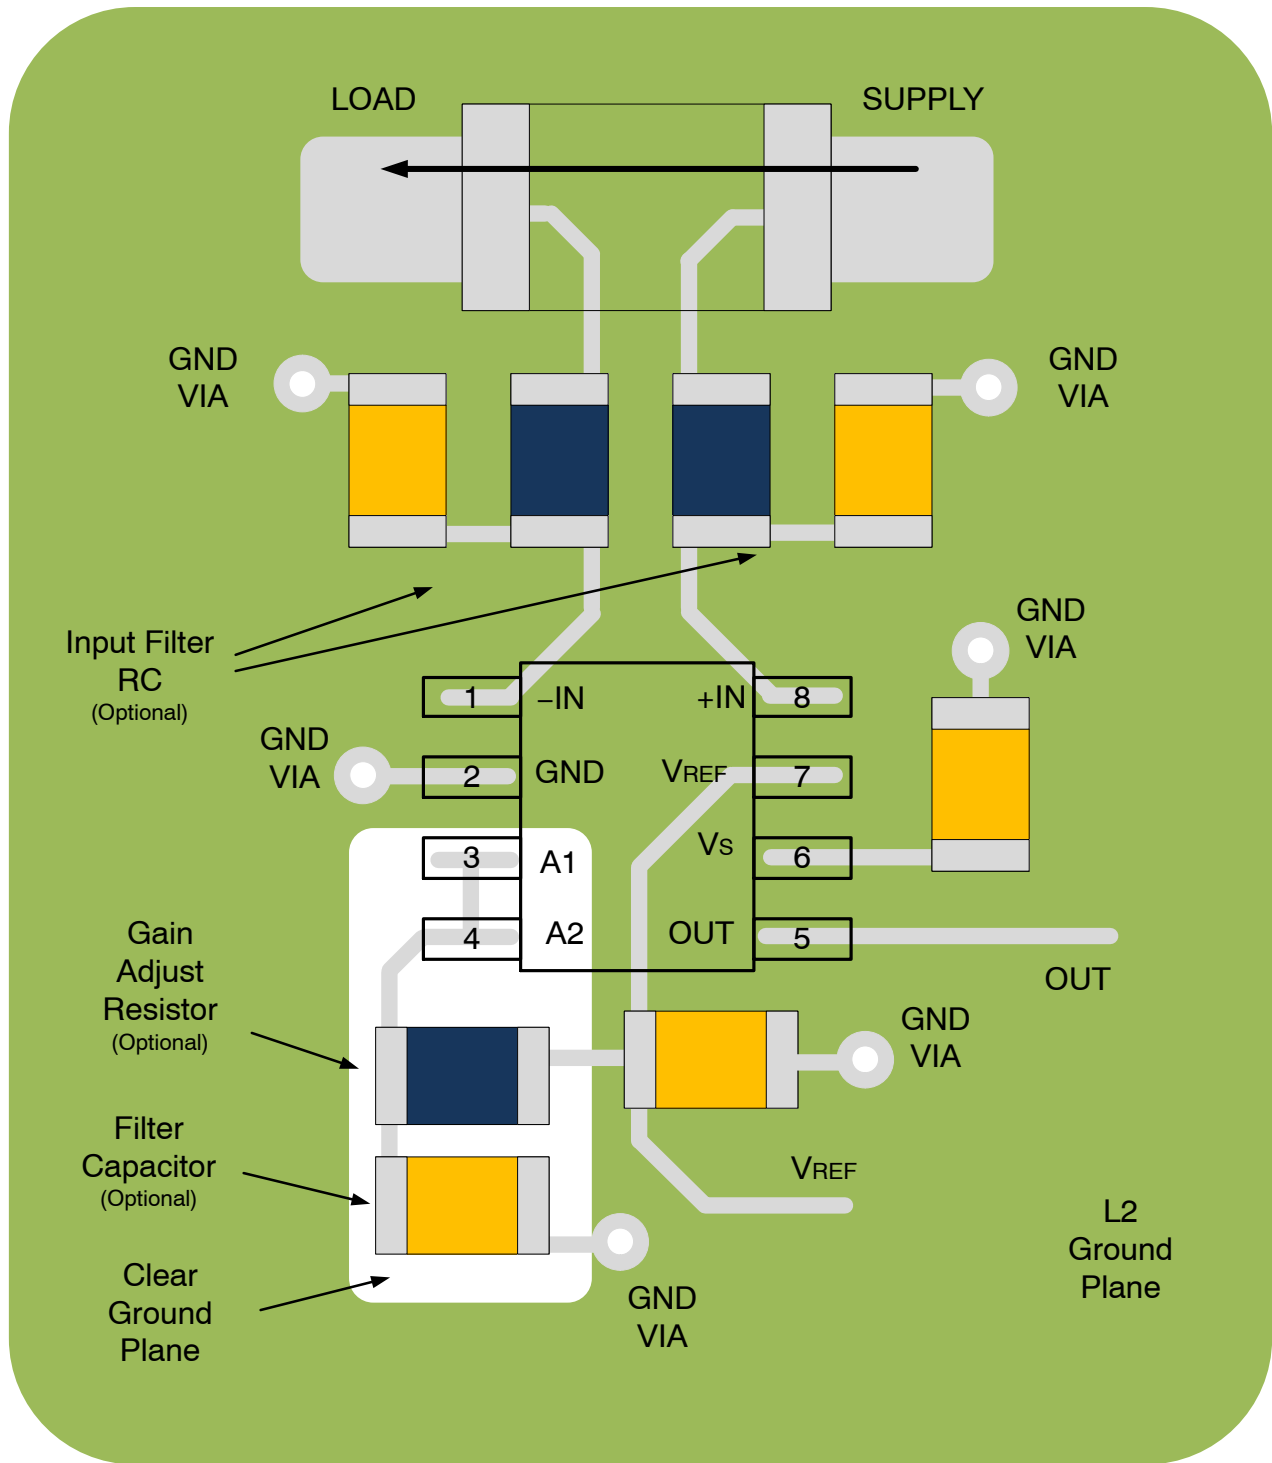 LOAD
SUPPLY
GND
VIA
GND
VIA
Input Filter
RC
(Optional)
GND
VIA
1
–IN
+IN
8
GND
VIA
2
GND
VREF
7
3
A1
VS
6
4
A2
OUT
5
OUT
Gain
Adjust
Resistor
(Optional)
GND
VIA
Filter
Capacitor
(Optional)
VREF
L2
Ground
Plane
Clear
Ground
Plane
GND
VIA